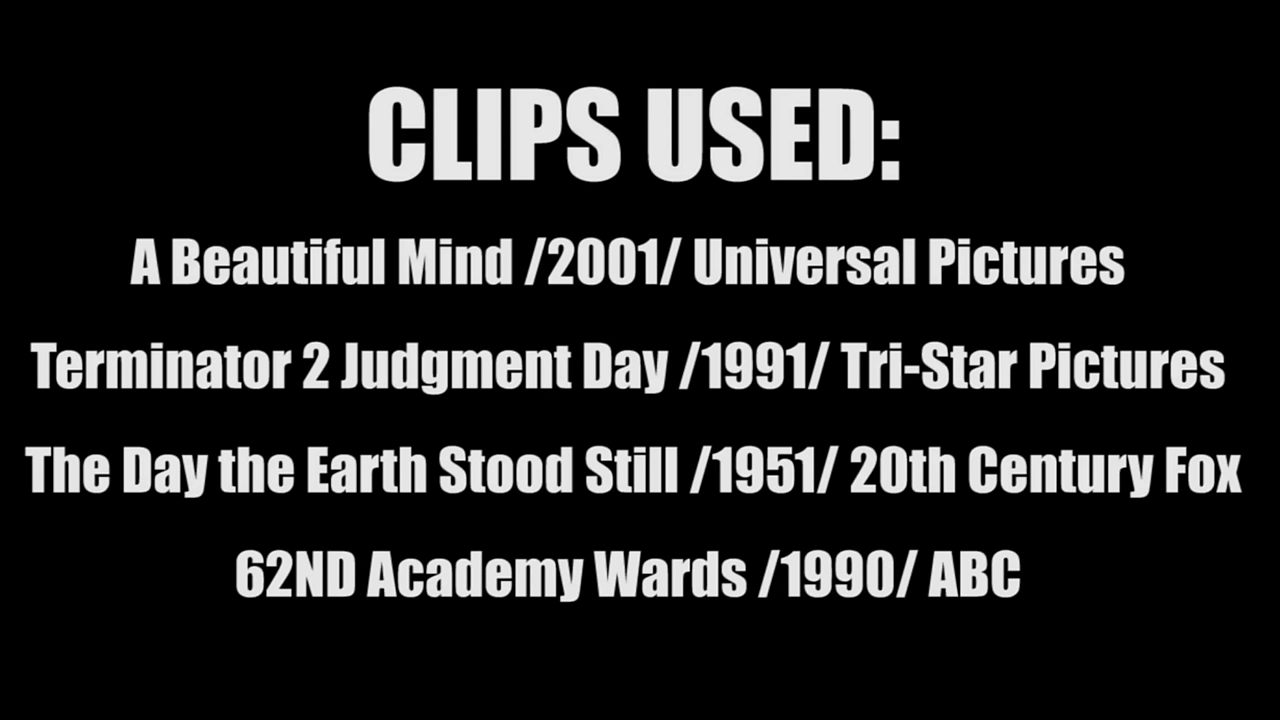 CLIPS USED:
A Beautiful Mind /2001/ Universal Pictures
Terminator 2 Judgment Day /1991/ Tri-Star Pictures
The Day the Earth Stood Still /1951/ 20th Century Fox
62ND Academy Wards /1990/ ABC